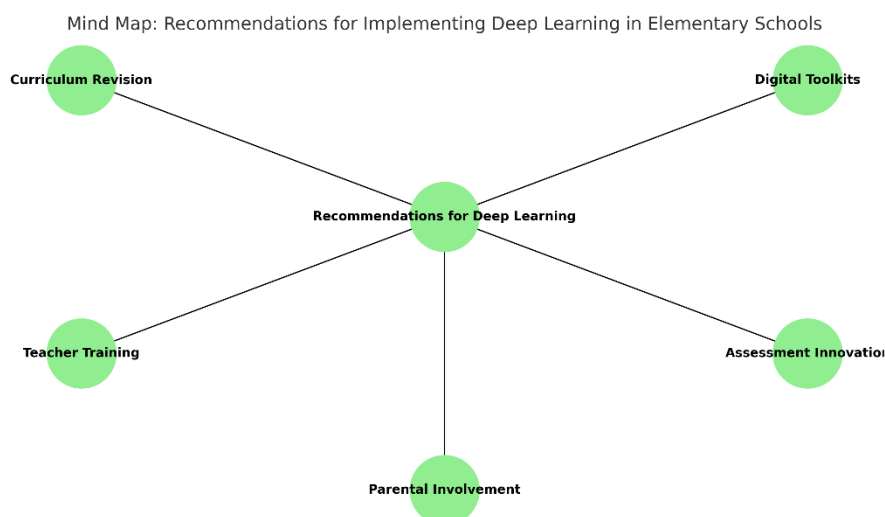 Mind Map: Recommendations for Implementing Deep Learning in Elementary Schools
Curriculum Revision
Digital Toolkits
Recommendations for Deep Learning
Teacher Training
Assessment Innovation
Parental Involvement